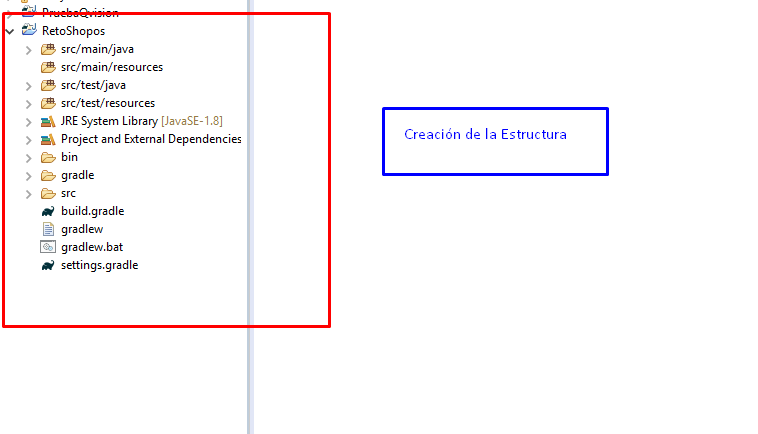 PruebaQvision
RetoShopos
src/main/java
src/main/resources
src/test/java
src/test/resources
JRE System Library [JavaSE-1.8]
Project and External Dependencies
bin
gradle
src
build.gradle
gradlew
gradlew.bat
settings.gradle
Creación de la Estructura